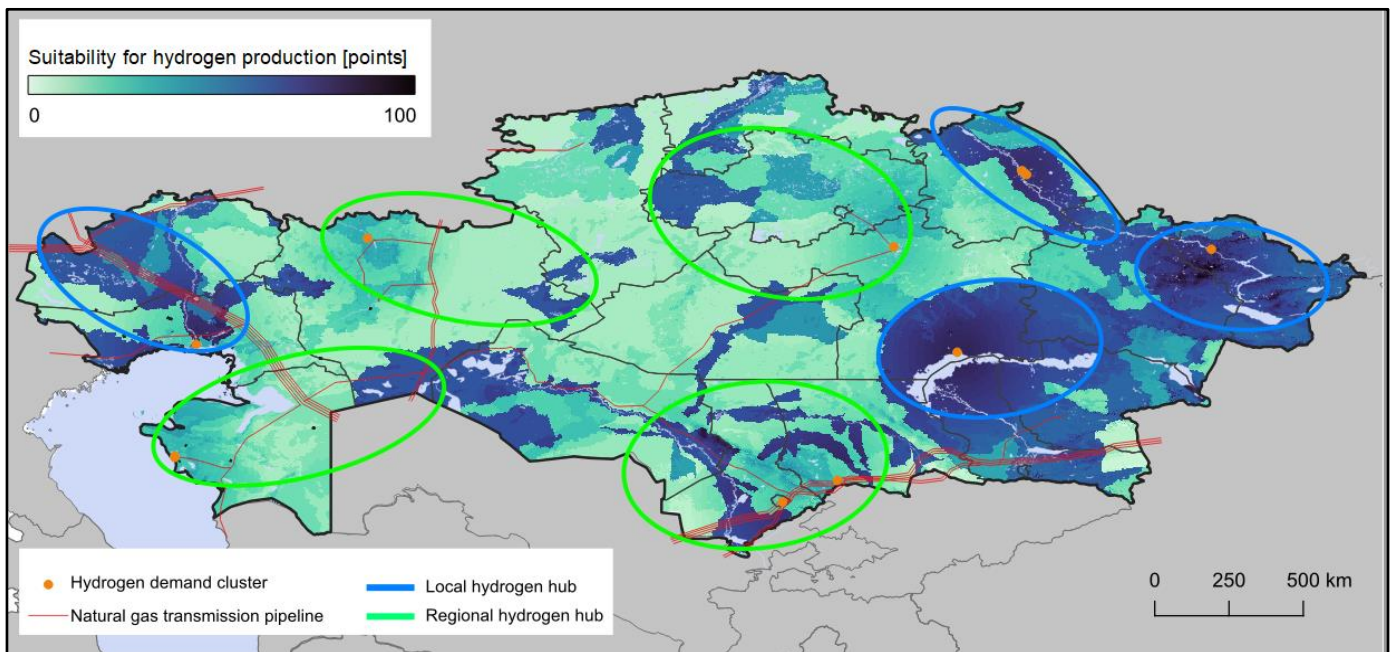 Suitability for hydrogen production [points]
0 100
Hydrogen demand cluster
Natural gas transmission pipeline
Local hydrogen hub
Regional hydrogen hub
0 250 500 km